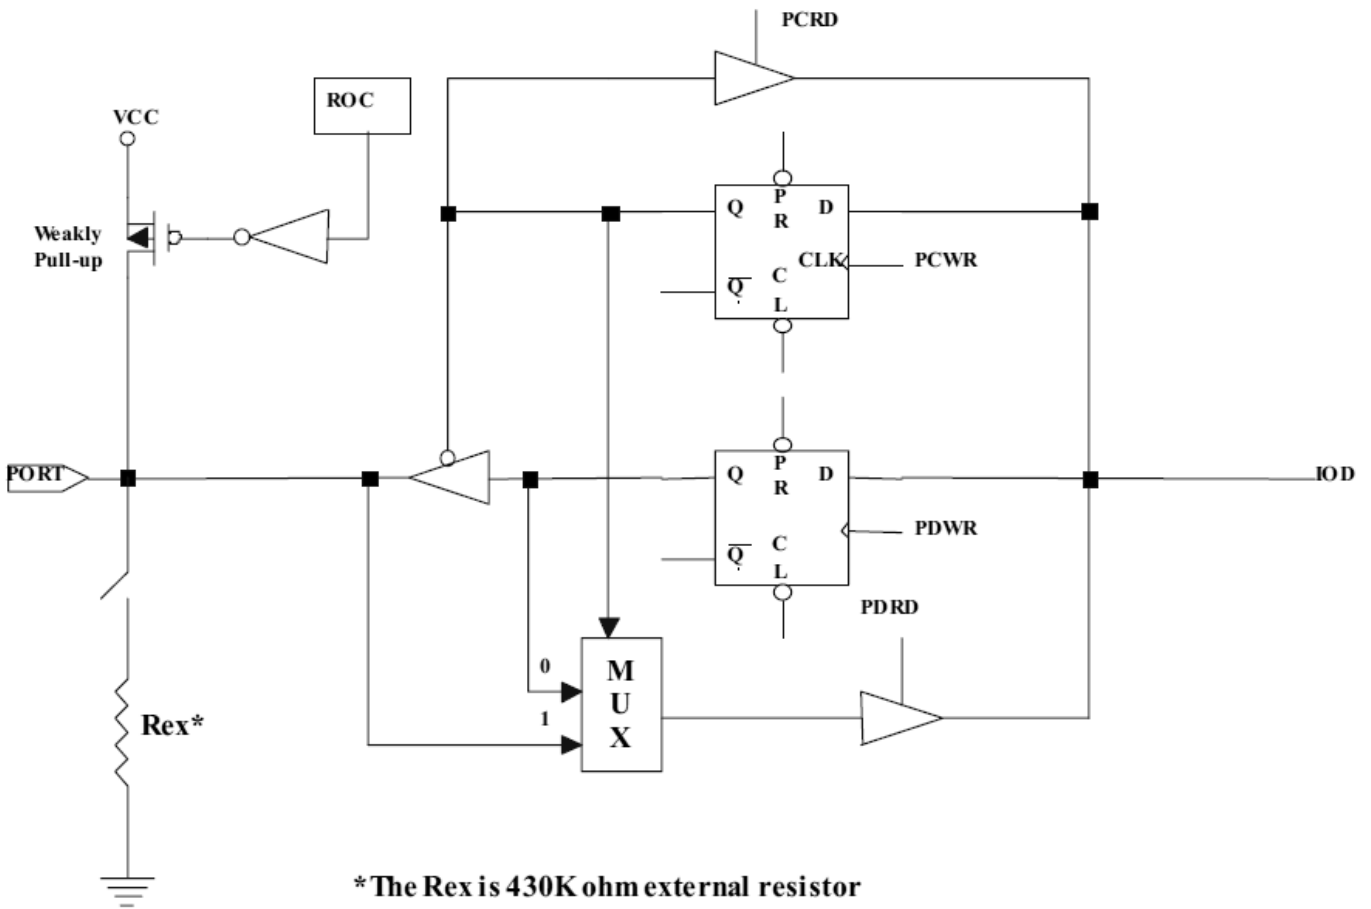 PCRD
ROC
VCC
Weakly
Pull-up
Q
P
R
D
CLK
PCWR
Q
C
L
PORT
Q
P
R
D
IOD
PDWR
Q
C
L
PDRD
0
1
M
U
X
Rex*
*The Rex is 430K ohm external resistor